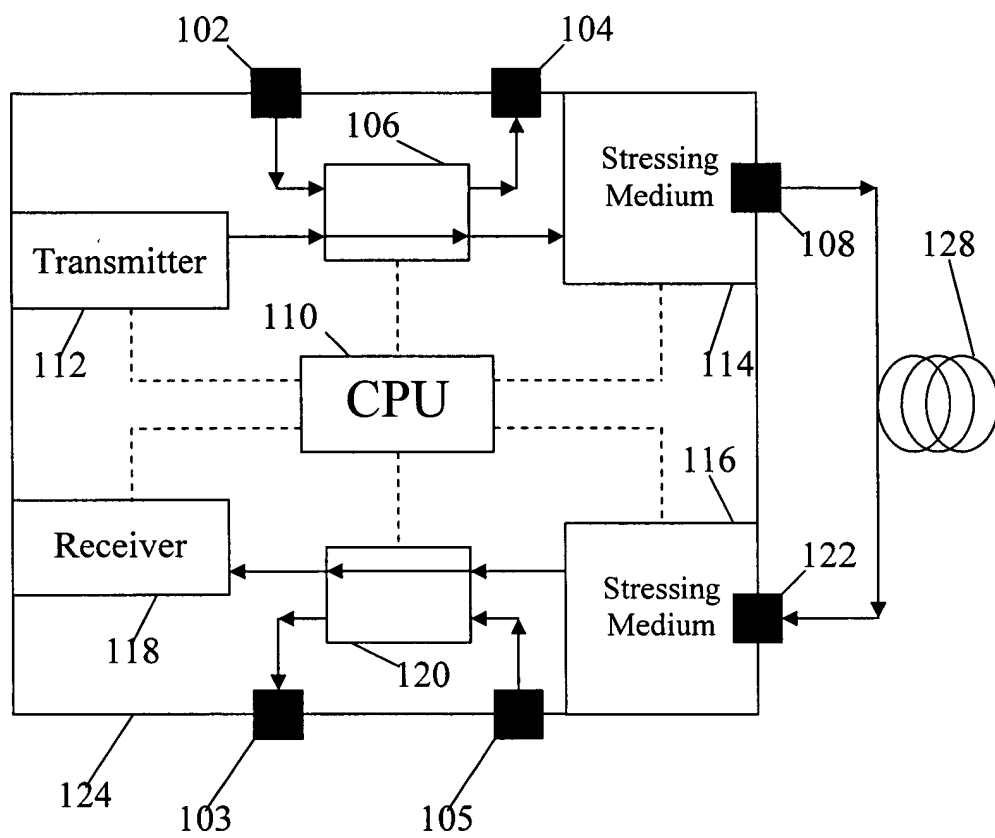 102
104
106
Stressing
Medium
108
128
Transmitter
112
110
CPU
114
116
Receiver
Stressing
Medium
122
118
120
124
103
105